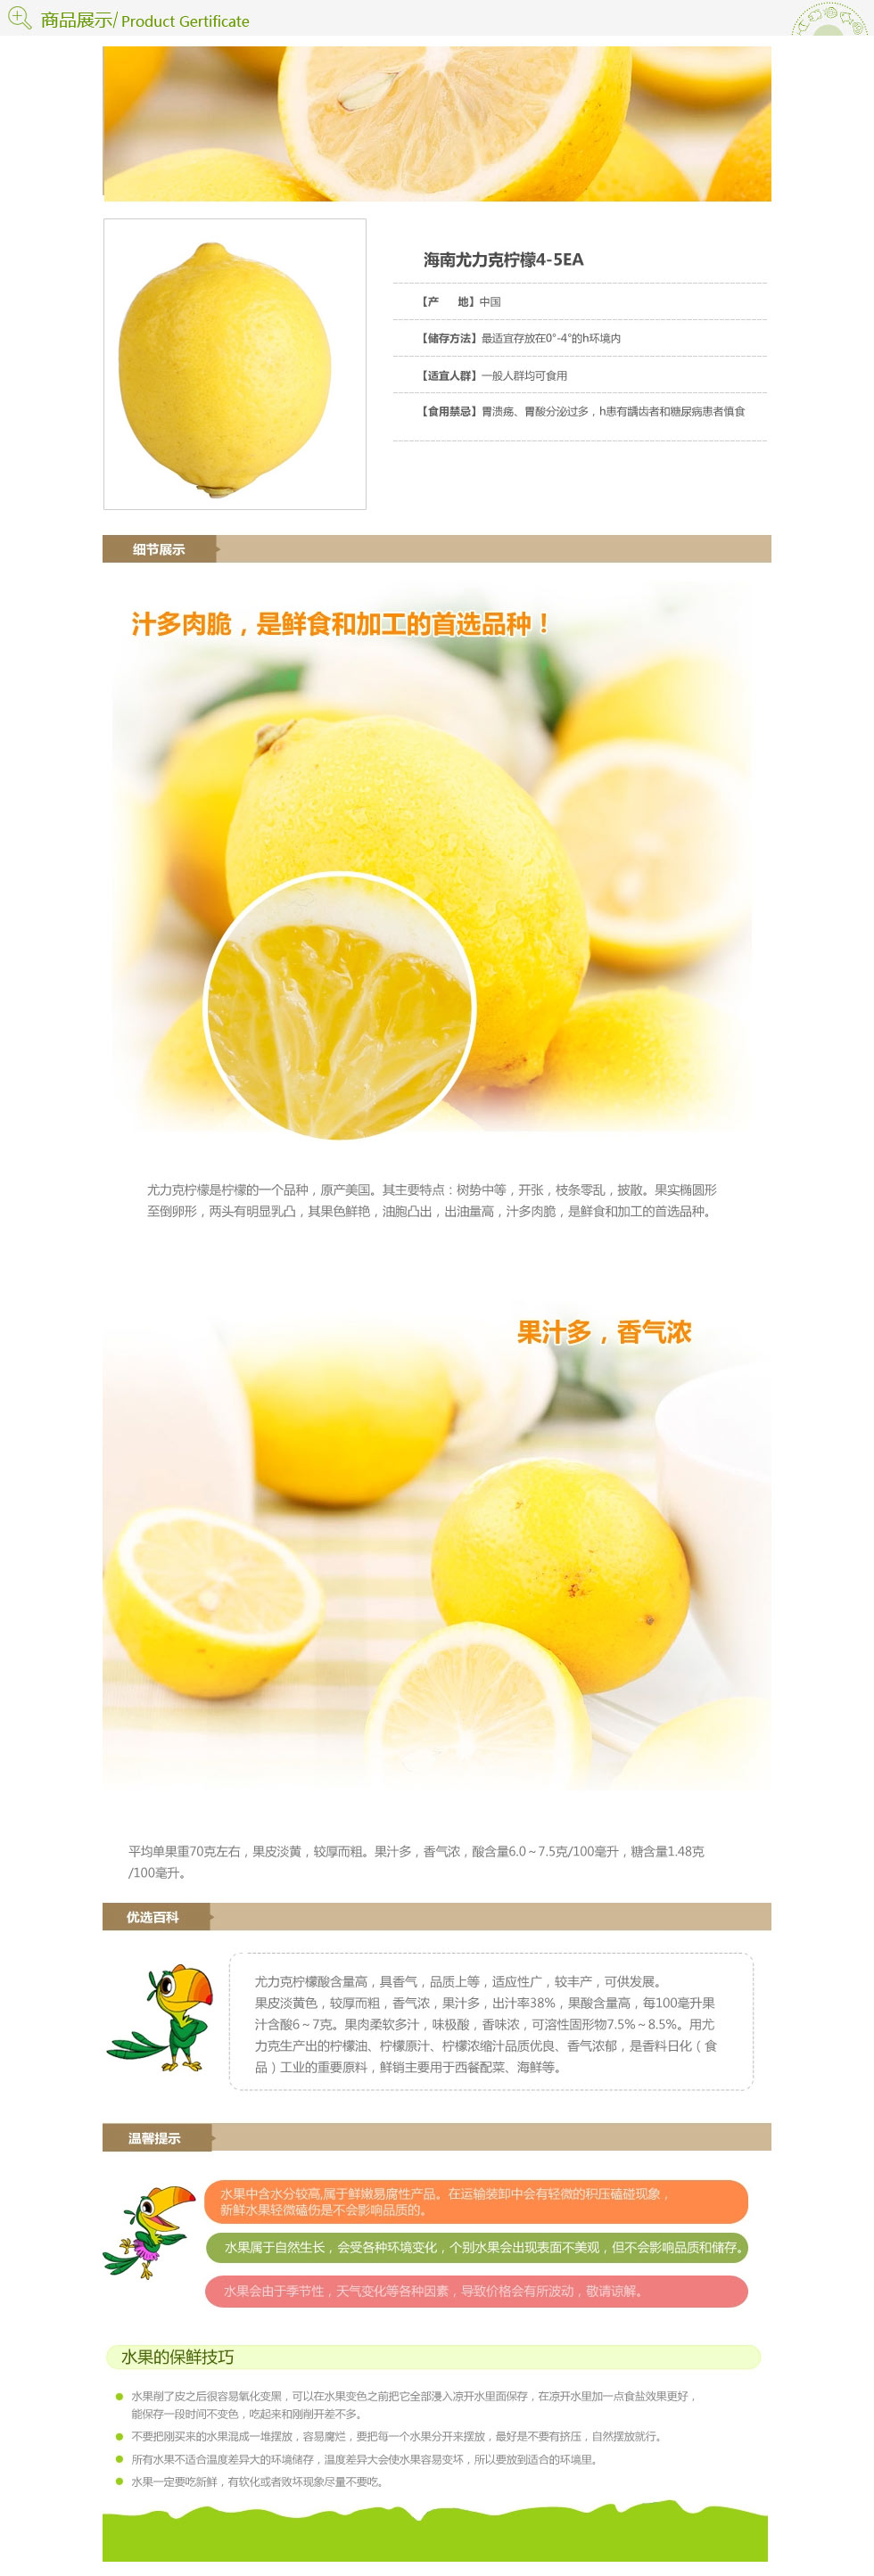 商品展示/ Product Gertificate
海南尤力克柠檬4-5EA
【产 地】中国
【储存方法】最适宜存放在0°-4°的h环境内
【适宜人群】一般人群均可食用
【食用禁忌】胃溃疡、胃酸分泌过多，h患有龋齿者和糖尿病患者慎食
细节展示
汁多肉脆，是鲜食和加工的首选品种！
尤力克柠檬是柠檬的一个品种，原产美国。其主要特点：树势中等，开张，枝条零乱，披散。果实椭圆形
至倒卵形，两头有明显乳凸，其果色鲜艳，油胞凸出，出油量高，汁多肉脆，是鲜食和加工的首选品种。
果汁多，香气浓
平均单果重70克左右，果皮淡黄，较厚而粗。果汁多，香气浓，酸含量6.0～7.5克/100毫升，糖含量1.48克
/100毫升。
优选百科
尤力克柠檬酸含量高，具香气，品质上等，适应性广，较丰产，可供发展。
果皮淡黄色，较厚而粗，香气浓，果汁多，出汁率38%，果酸含量高，每100毫升果
汁含酸6～7克。果肉柔软多汁，味极酸，香味浓，可溶性固形物7.5%～8.5%。用尤
力克生产出的柠檬油、柠檬原汁、柠檬浓缩汁品质优良、香气浓郁，是香料日化（食
品）工业的重要原料，鲜销主要用于西餐配菜、海鲜等。
温馨提示
水果中含水分较高,属于鲜嫩易腐性产品。在运输装卸中会有轻微的积压磕碰现象，
新鲜水果轻微磕伤是不会影响品质的。
水果属于自然生长，会受各种环境变化，个别水果会出现表面不美观，但不会影响品质和储存。
水果会由于季节性，天气变化等各种因素，导致价格会有所波动，敬请谅解。
水果的保鲜技巧
水果削了皮之后很容易氧化变黑，可以在水果变色之前把它全部浸入凉开水里面保存，在凉开水里加一点食盐效果更好，
能保存一段时间不变色，吃起来和刚削开差不多。
不要把刚买来的水果混成一堆摆放，容易腐烂，要把每一个水果分开来摆放，最好是不要有挤压，自然摆放就行。
所有水果不适合温度差异大的环境储存，温度差异大会使水果容易变坏，所以要放到适合的环境里。
水果一定要吃新鲜，有软化或者败坏现象尽量不要吃。